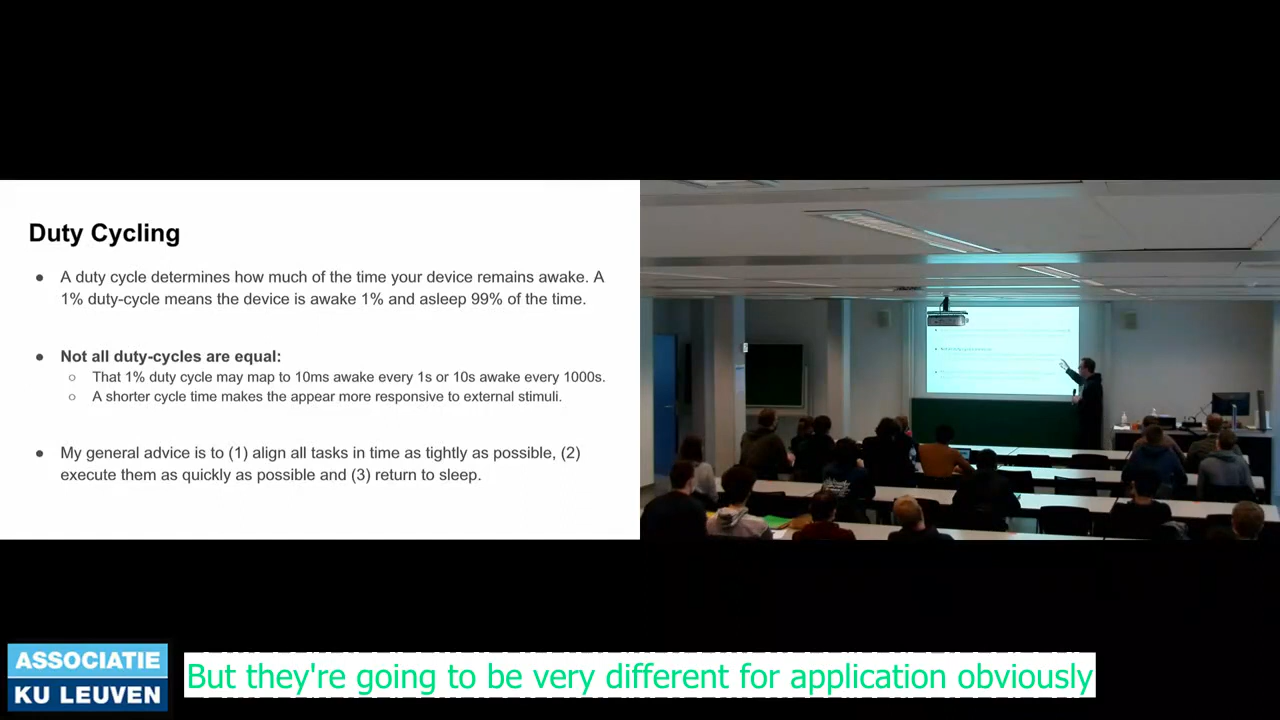 Duty Cycling
● A duty cycle determines how much of the time your device remains awake. A
1% duty-cycle means the device is awake 1% and asleep 99% of the time.
● Not all duty-cycles are equal:
○ That 1% duty cycle may map to 10ms awake every 1s or 10s awake every 1000s.
○ A shorter cycle time makes the appear more responsive to external stimuli.
● My general advice is to (1) align all tasks in time as tightly as possible, (2)
execute them as quickly as possible and (3) return to sleep.
ASSOCIATIE
KU LEUVEN
But they're going to be very different for application obviously